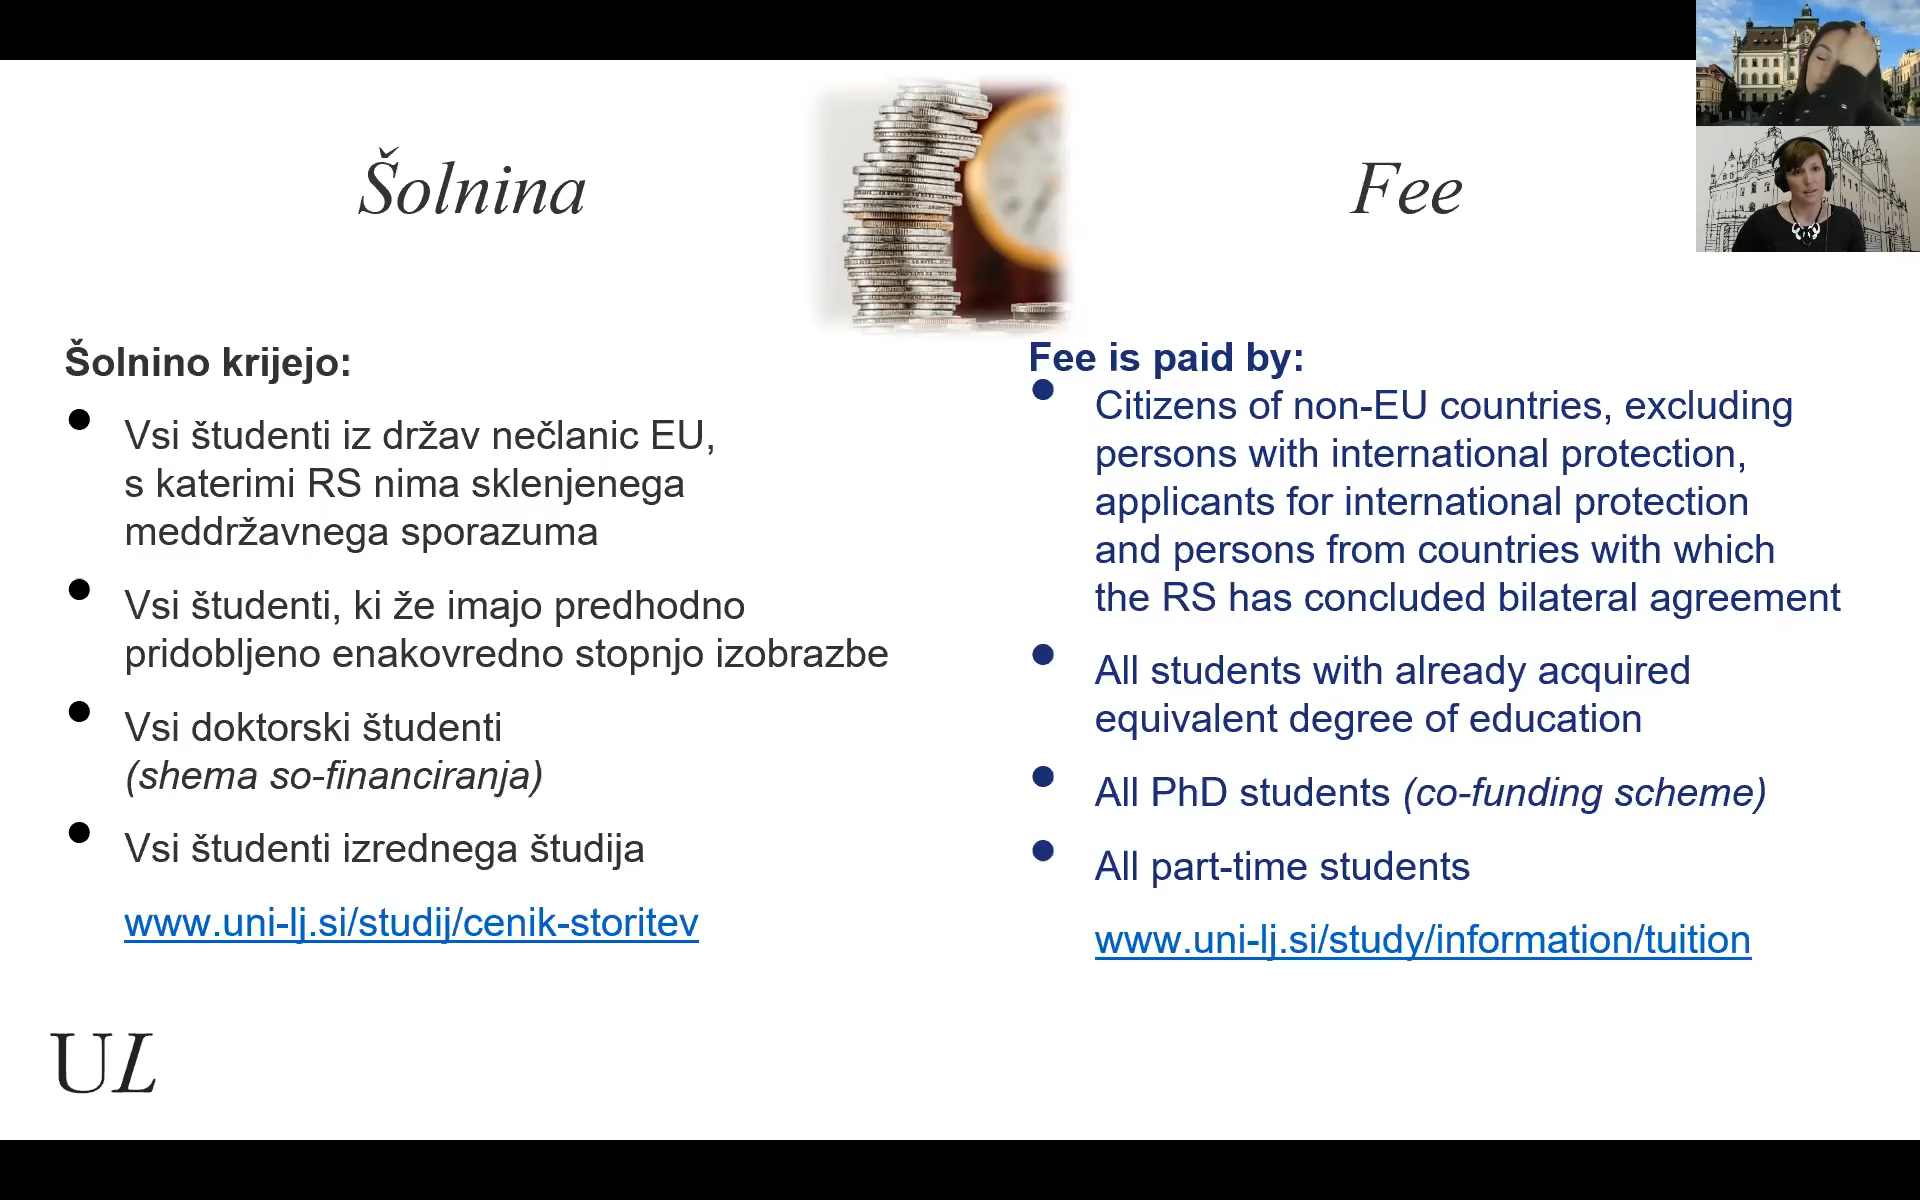 Šolnina
Fee
Šolnino krijejo:
Vsi študenti iz držav nečlanic EU,
s katerimi RS nima sklenjenega
meddržavnega sporazuma
Vsi študenti, ki že imajo predhodno
pridobljeno enakovredno stopnjo izobrazbe
Vsi doktorski študenti
(shema so-financiranja)
Vsi študenti izrednega študija
www.uni-lj.si/studij/cenik-storitev
Fee is paid by:
Citizens of non-EU countries, excluding
persons with international protection,
applicants for international protection
and persons from countries with which
the RS has concluded bilateral agreement
All students with already acquired
equivalent degree of education
All PhD students (co-funding scheme)
All part-time students
www.uni-lj.si/study/information/tuition
UL